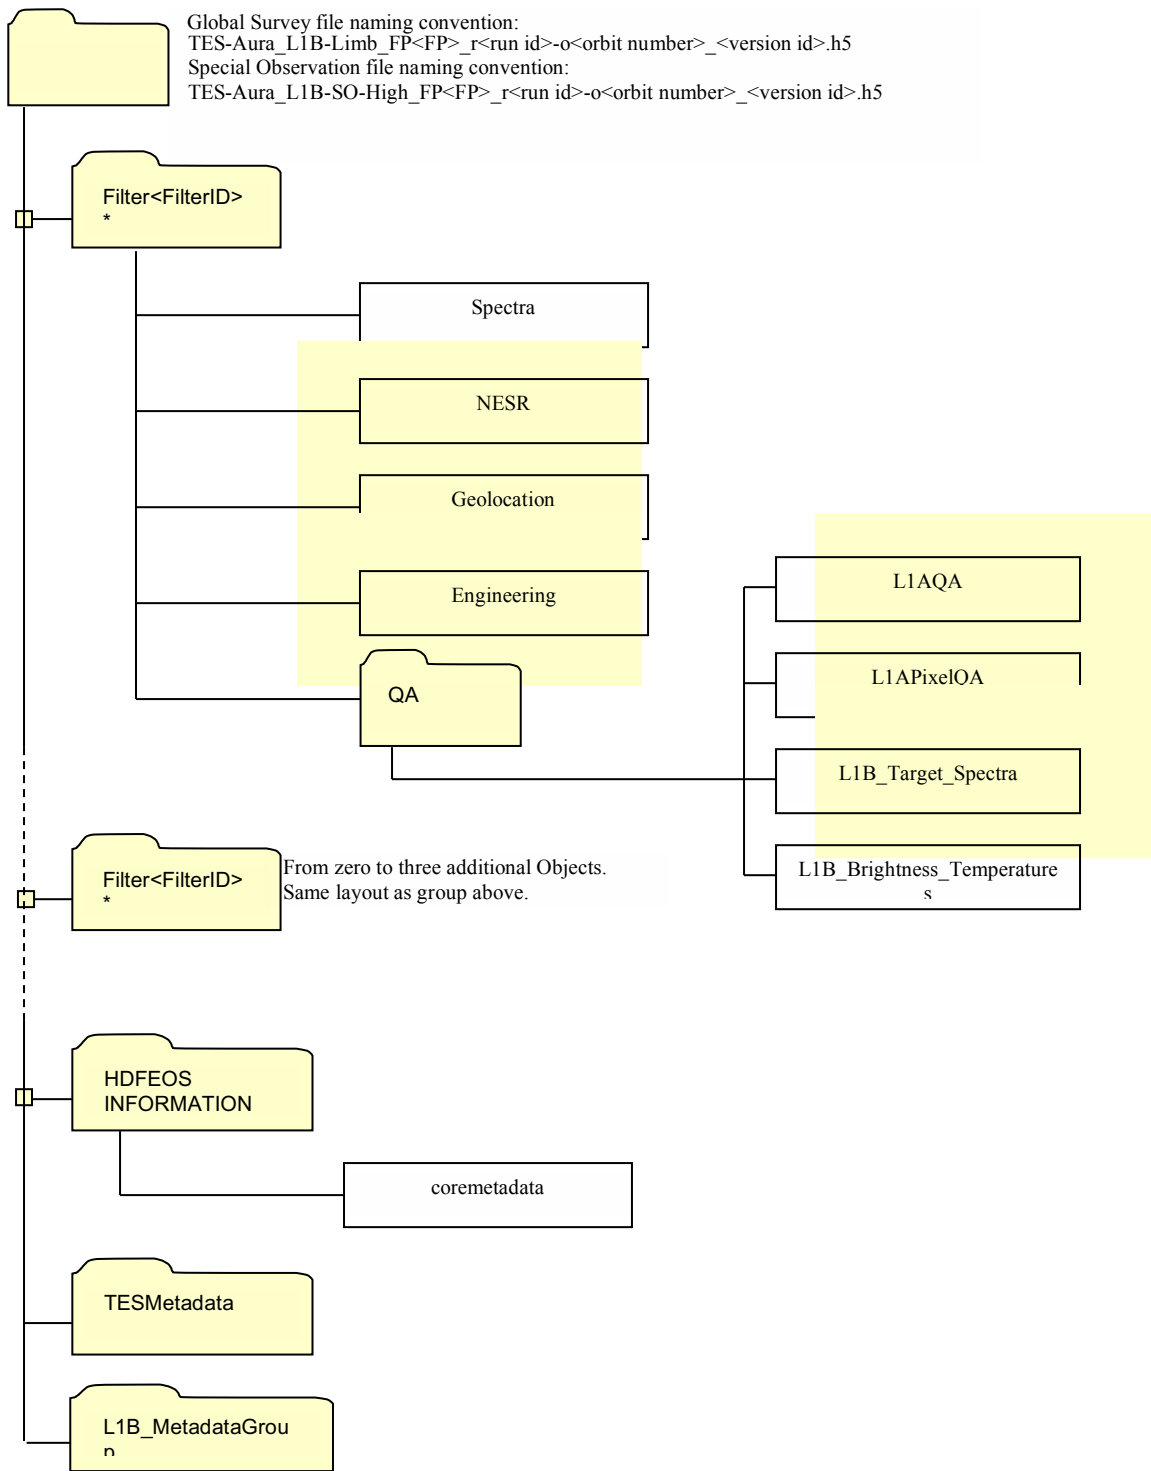 Global Survey file naming convention:
TES-Aura_L1B-Limb_FP<FP>_r<run id>-o<orbit number>_<version id>.h5
Special Observation file naming convention:
TES-Aura_L1B-SO-High_FP<FP>_r<run id>-o<orbit number>_<version id>.h5
Filter<FilterID>
*
Spectra
NESR
Geolocation
Engineering
QA
L1AQA
L1APixelQA
L1B_Target_Spectra
L1B_Brightness_Temperature
s
Filter<FilterID>
*
From zero to three additional Objects.
Same layout as group above.
HDFEOS
INFORMATION
coremetadata
TESMetadata
L1B_MetadataGrou
p